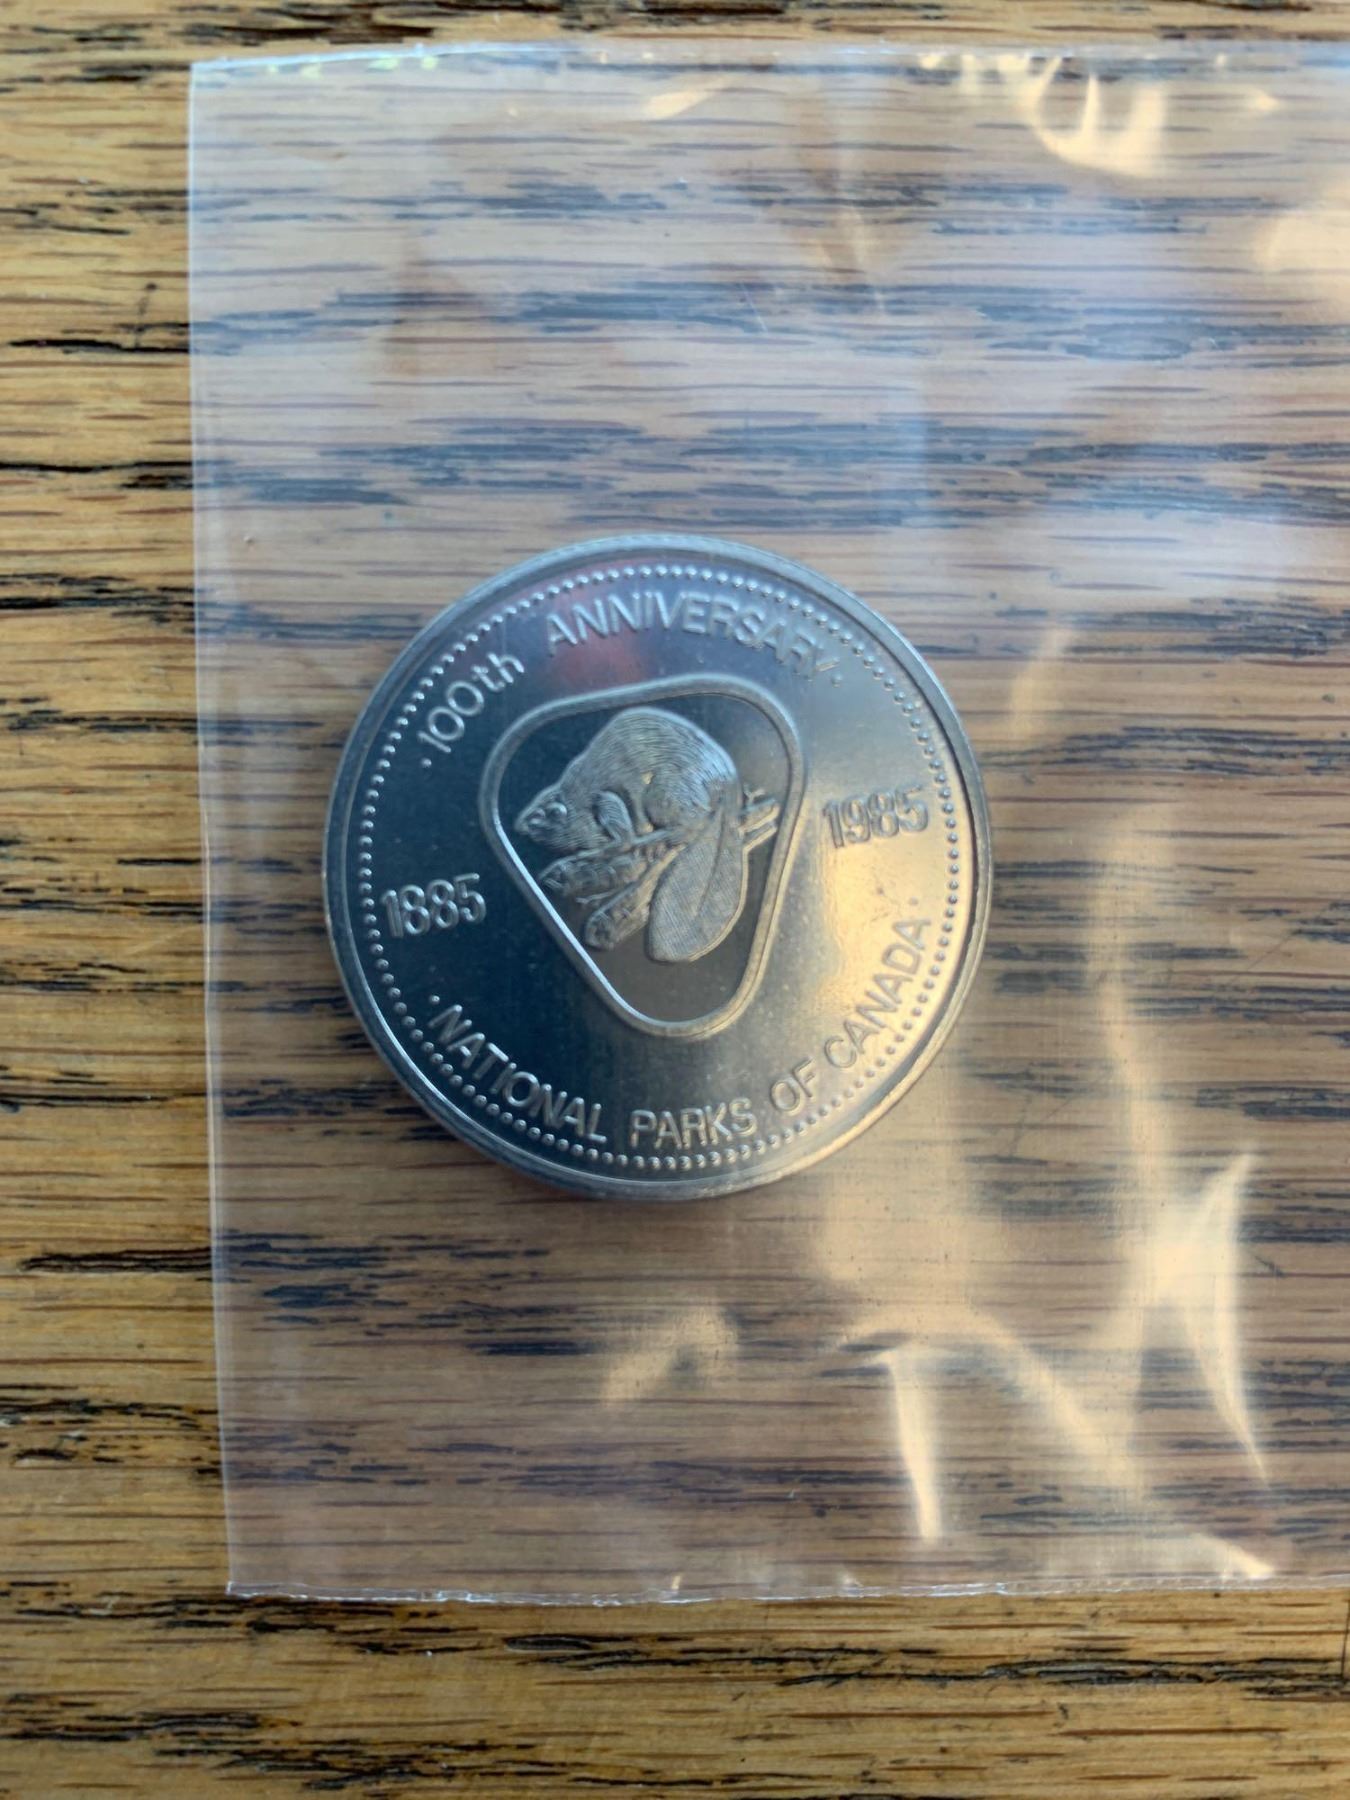 ·100th ANNIVERSARY·
1885
1985
·NATIONAL PARKS OF CANADA·